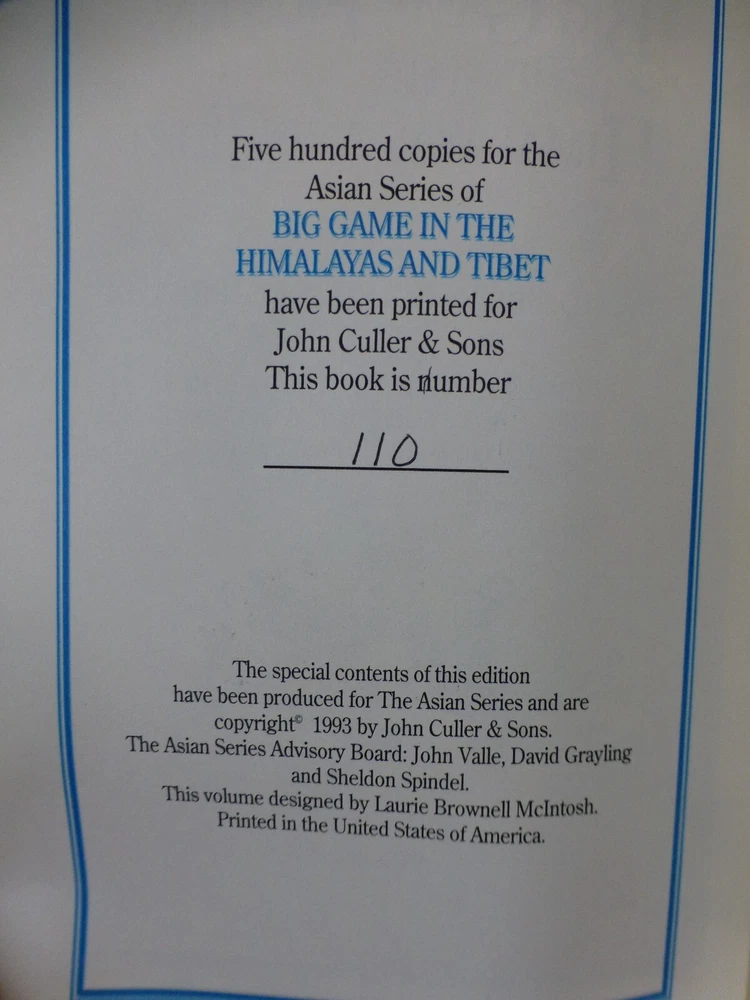 Five hundred copies for the
Asian Series of
BIG GAME IN THE
HIMALAYAS AND TIBET
have been printed for
John Culler & Sons
This book is number
110
The special contents of this edition
have been produced for The Asian Series and are
copyright© 1993 by John Culler & Sons.
The Asian Series Advisory Board: John Valle, David Grayling
and Sheldon Spindel.
This volume designed by Laurie Brownell McIntosh.
Printed in the United States of America.